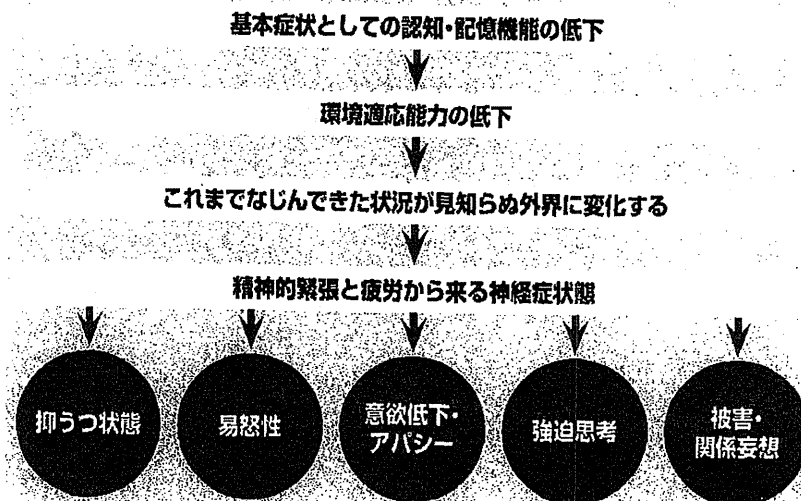 基本症状としての認知・記憶機能の低下
環境適応能力の低下
これまでなじんできた状況が見知らぬ外界に変化する
精神的緊張と疲労から来る神経症状態
抑うつ状態
易怒性
意欲低下・
アパシー
強迫思考
被害・
関係妄想